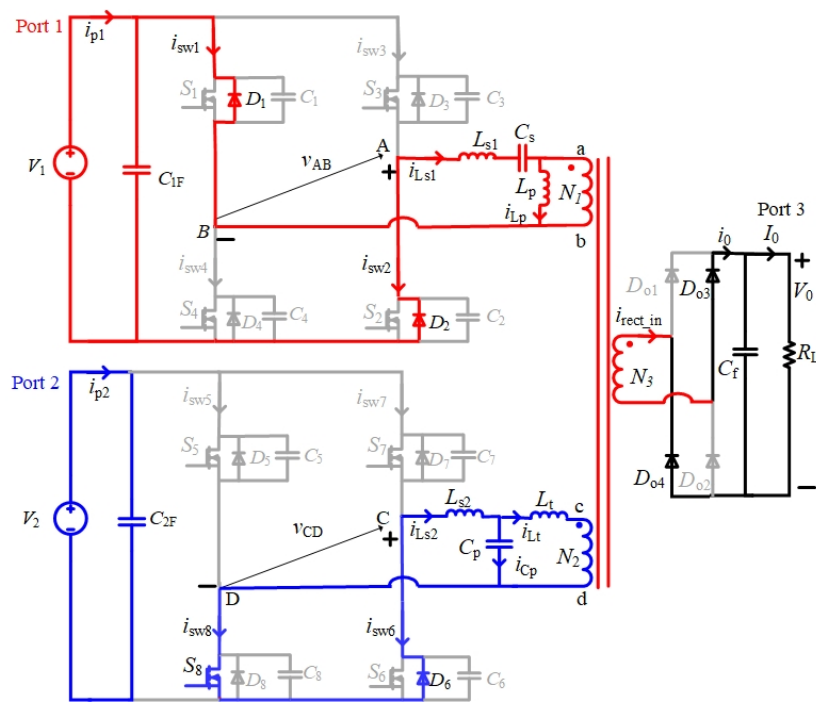 Port 1
i_p1
i_sw1
i_sw3
S_1
D_1
C_1
S_3
D_3
C_3
V_1
C_1F
v_AB
A
+
i_Ls1
L_s1
C_s
a
L_p
N_1
i_Lp
b
B
−
i_sw4
i_sw2
S_4
D_4
C_4
S_2
D_2
C_2
Port 3
i_0
I_0
+
D_o1
D_o3
V_0
i_rect_in
N_3
C_f
R_L
D_o4
D_o2
−
Port 2
i_p2
i_sw5
i_sw7
S_5
D_5
C_5
S_7
D_7
C_7
V_2
C_2F
v_CD
C
+
i_Ls2
L_s2
L_t
c
C_p
i_Lt
N_2
i_Cp
d
−
D
i_sw8
i_sw6
S_8
D_8
C_8
S_6
D_6
C_6